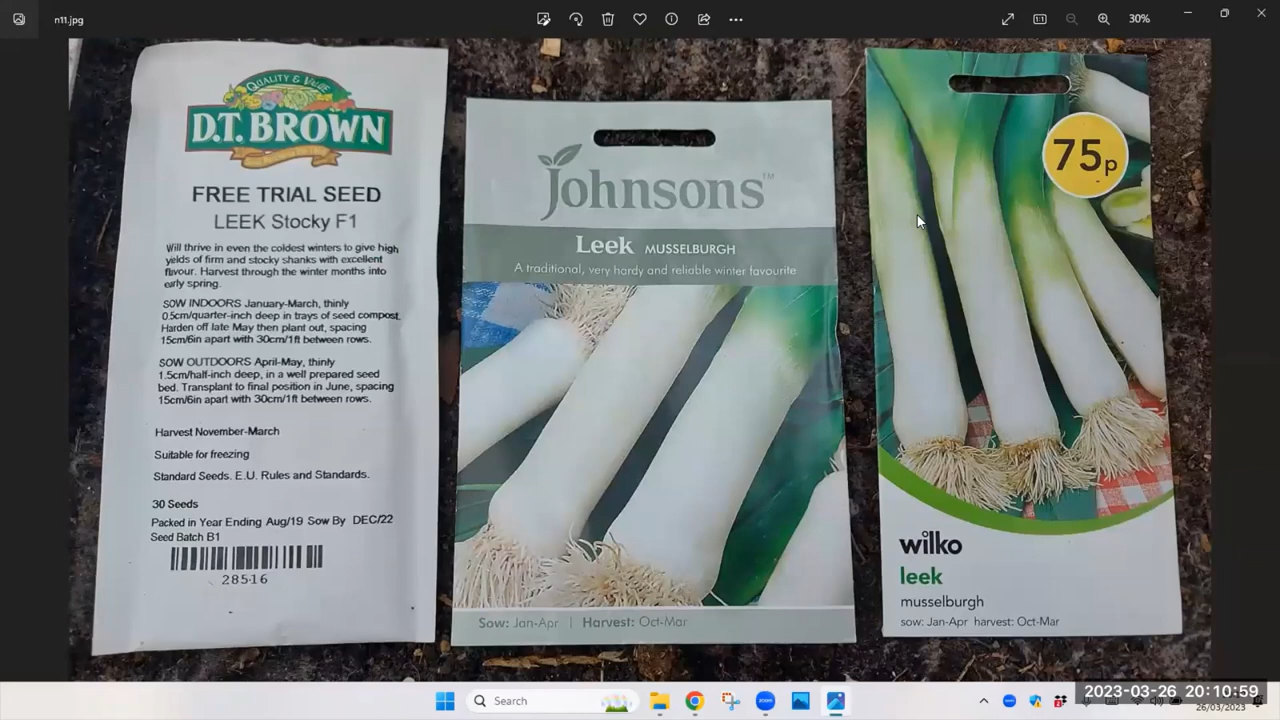 n11.jpg
30%
QUALITY & VALUE
D.T. BROWN
FREE TRIAL SEED
LEEK Stocky F1
Will thrive in even the coldest winters to give high
yields of firm and stocky shanks with excellent
flavour. Harvest through the winter months into
early spring.
SOW INDOORS January-March, thinly
0.5cm/quarter-inch deep in trays of seed compost.
Harden off late May then plant out, spacing
15cm/6in apart with 30cm/1ft between rows.
SOW OUTDOORS April-May, thinly
1.5cm/half-inch deep, in a well prepared seed
bed. Transplant to final position in June, spacing
15cm/6in apart with 30cm/1ft between rows.
Harvest November-March
Suitable for freezing
Standard Seeds. E.U. Rules and Standards.
30 Seeds
Packed in Year Ending Aug/19 Sow By DEC/22
Seed Batch B1
28516
Johnsons™
Leek MUSSELBURGH
A traditional, very hardy and reliable winter favourite
Sow: Jan-Apr | Harvest: Oct-Mar
75p
wilko
leek
musselburgh
sow: Jan-Apr harvest: Oct-Mar
Search
zoom
2023-03-26 20:10:59
26/03/2023